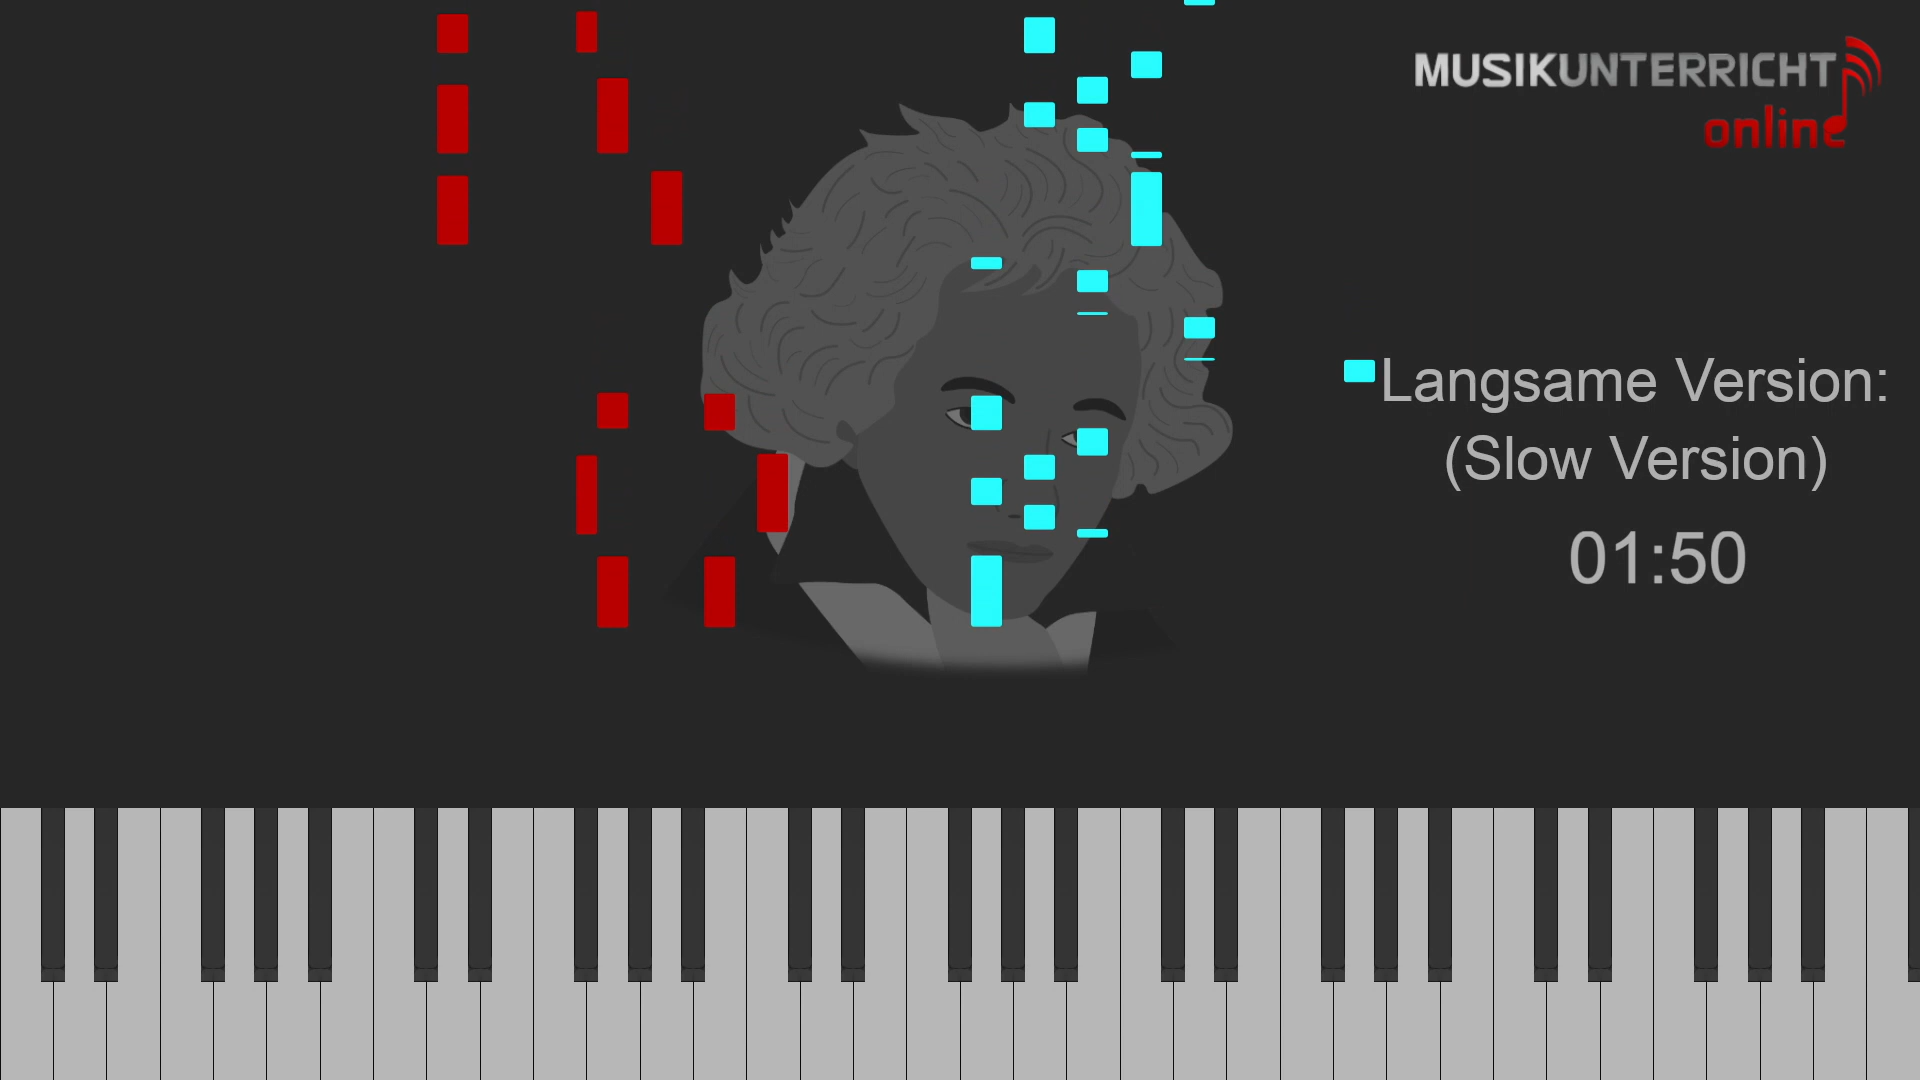 MUSIKUNTERRICHT
online
Langsame Version:
(Slow Version)
01:50